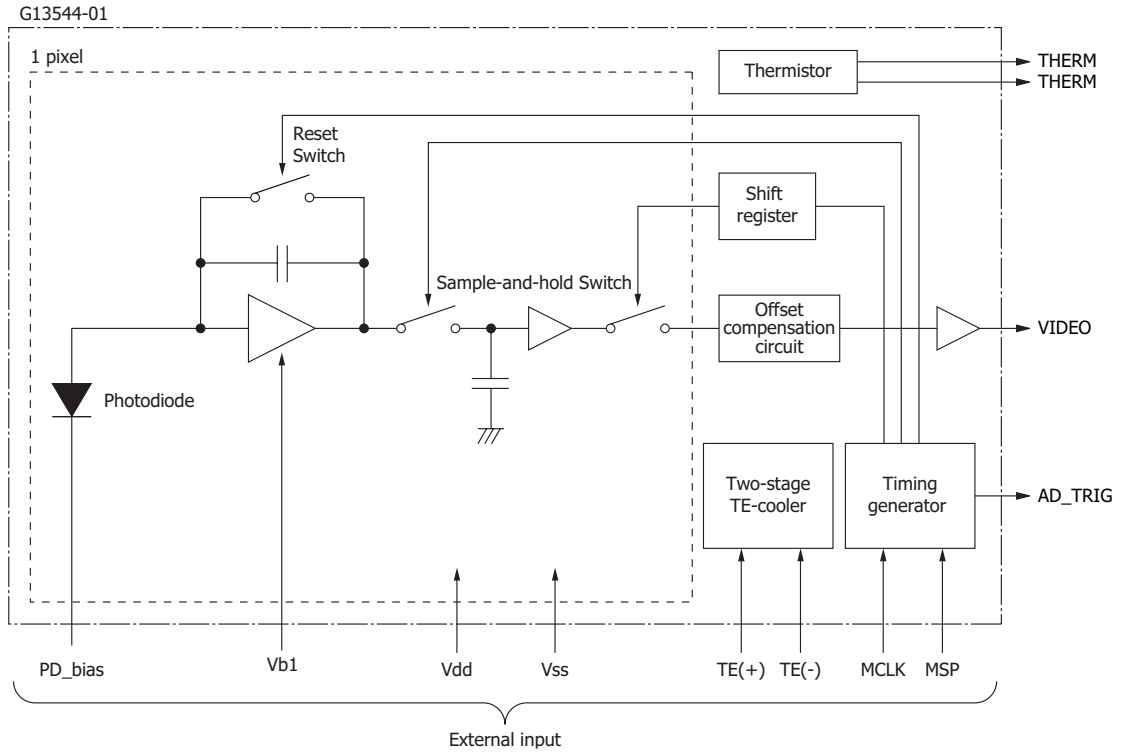 G13544-01
1 pixel
Thermistor
THERM
THERM
Reset
Switch
Shift
register
Sample-and-hold Switch
Offset
compensation
circuit
VIDEO
Photodiode
Two-stage
TE-cooler
Timing
generator
AD_TRIG
PD_bias
Vb1
Vdd
Vss
TE(+)
TE(-)
MCLK
MSP
External input